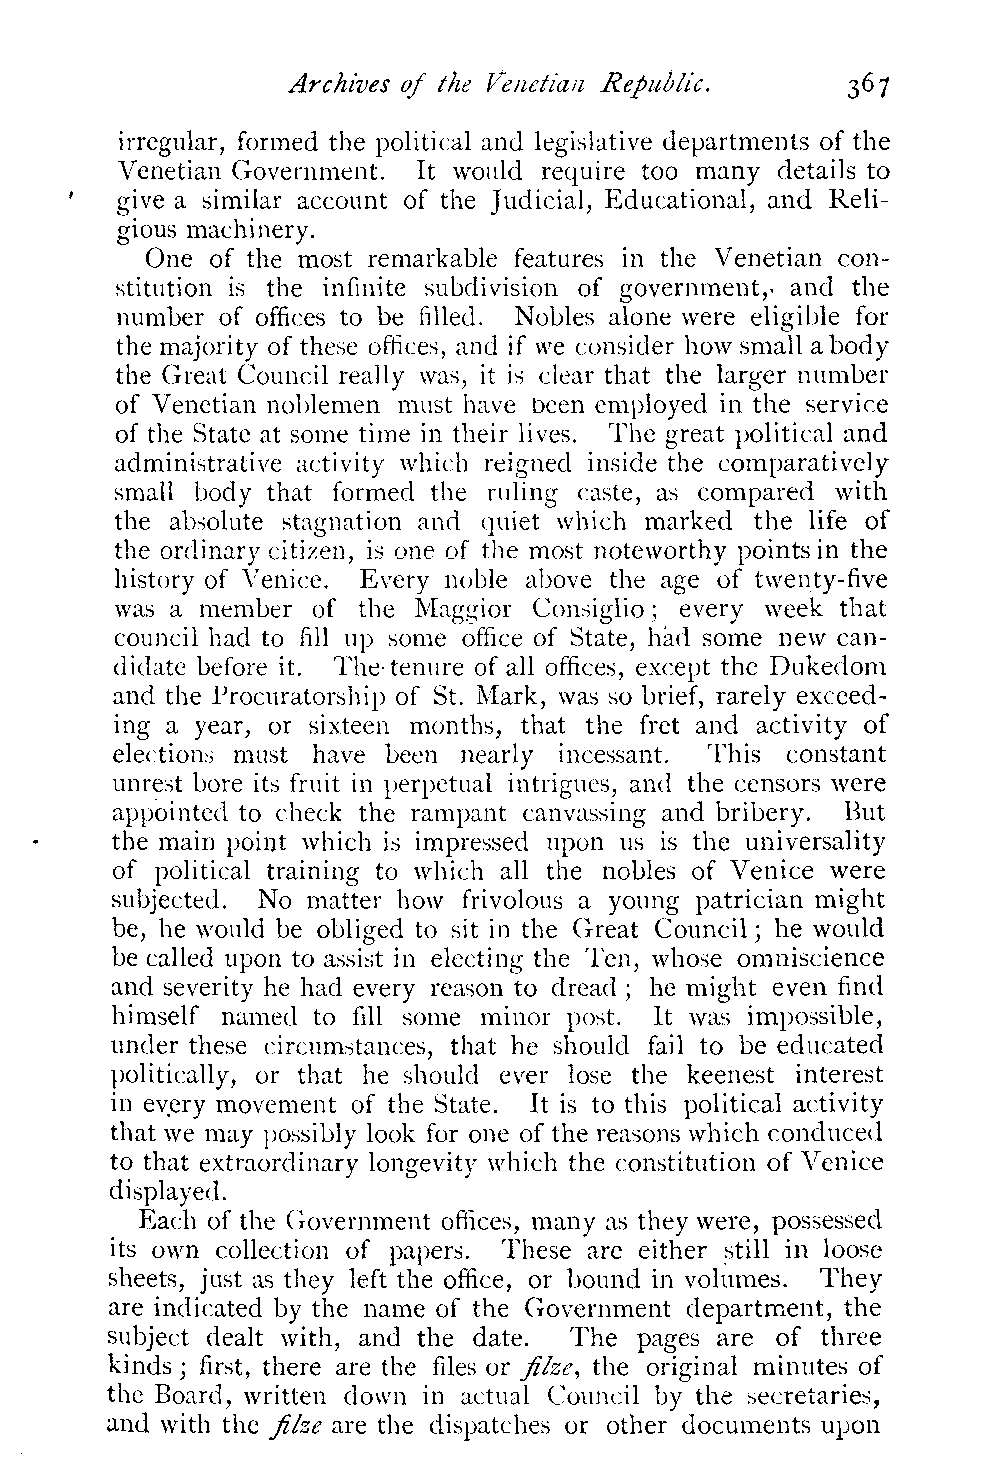 Archives of the Venetian Republic. 367
irregular, formed the political and legislative departments of the
Venetian Government. It would require too many details to
give a similar account of the Judicial, Educational, and Reli-
gious machinery.
One of the most remarkable features in the Venetian con-
stitution is the infinite subdivision of government, and the
number of offices to be filled. Nobles alone were eligible for
the majority of these offices, and if we consider how small a body
the Great Council really was, it is clear that the larger number
of Venetian noblemen must have been employed in the service
of the State at some time in their lives. The great political and
administrative activity which reigned inside the comparatively
small body that formed the ruling caste, as compared with
the absolute stagnation and quiet which marked the life of
the ordinary citizen, is one of the most noteworthy points in the
history of Venice. Every noble above the age of twenty-five
was a member of the Maggior Consiglio; every week that
council had to fill up some office of State, had some new can-
didate before it. The tenure of all offices, except the Dukedom
and the Procuratorship of St. Mark, was so brief, rarely exceed-
ing a year, or sixteen months, that the fret and activity of
elections must have been nearly incessant. This constant
unrest bore its fruit in perpetual intrigues, and the censors were
appointed to check the rampant canvassing and bribery. But
the main point which is impressed upon us is the universality
of political training to which all the nobles of Venice were
subjected. No matter how frivolous a young patrician might
be, he would be obliged to sit in the Great Council; he would
be called upon to assist in electing the Ten, whose omniscience
and severity he had every reason to dread; he might even find
himself named to fill some minor post. It was impossible,
under these circumstances, that he should fail to be educated
politically, or that he should ever lose the keenest interest
in every movement of the State. It is to this political activity
that we may possibly look for one of the reasons which conduced
to that extraordinary longevity which the constitution of Venice
displayed.
Each of the Government offices, many as they were, possessed
its own collection of papers. These are either still in loose
sheets, just as they left the office, or bound in volumes. They
are indicated by the name of the Government department, the
subject dealt with, and the date. The pages are of three
kinds; first, there are the files or filze, the original minutes of
the Board, written down in actual Council by the secretaries,
and with the filze are the dispatches or other documents upon